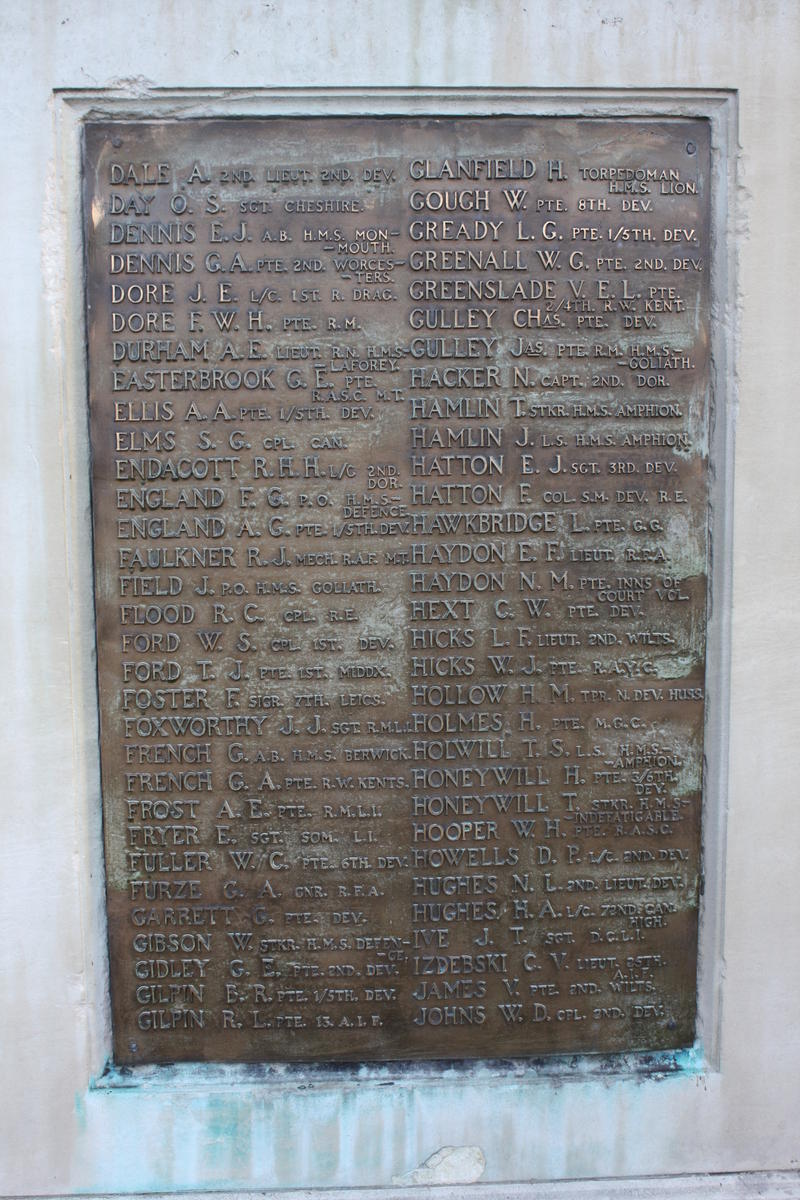 DALE A. 2ND. LIEUT. 2ND. DEV.
DAY O. S. SGT. CHESHIRE.
DENNIS E. J. A.B. H.M.S. MON-
-MOUTH.
DENNIS G. A. PTE. 2ND. WORCES-
-TERS.
DORE J. E. L/C. 1ST. R. DRAG.
DORE F. W. H. PTE. R.M.
DURHAM A. E. LIEUT. R.N. H.M.S.-
-LAFOREY.
EASTERBROOK G. E. PTE.
R.A.S.C. M.T.
ELLIS A. A. PTE. 1/5TH. DEV.
ELMS S. G. CPL. CAN.
ENDACOTT R. H. H. L/C 2ND.
DOR.
ENGLAND F. G. P.O. H.M.S.-
-DEFENCE.
ENGLAND A. G. PTE. 1/5TH. DEV.
FAULKNER R. J. MECH. R.A.F. M.T.
FIELD J. P.O. H.M.S. GOLIATH.
FLOOD R. C. CPL. R.E.
FORD W. S. CPL. 1ST. DEV.
FORD T. J. PTE. 1ST. MIDDX.
FOSTER F. SIGR. 7TH. LEICS.
FOXWORTHY J. J. SGT. R.M.L.I.
FRENCH G. A.B. H.M.S. BERWICK.
FRENCH G. A. PTE. R.W. KENTS.
FROST A. E. PTE. R.M.L.I.
FRYER E. SGT. SOM. L.I.
FULLER W. C. PTE. 6TH. DEV.
FURZE G. A. GNR. R.F.A.
GARRETT G. PTE. DEV.
GIBSON W. STKR. H.M.S. DEFEN-
-CE.
GIDLEY G. E. PTE. 2ND. DEV.
GILPIN B. R. PTE. 1/5TH. DEV.
GILPIN R. L. PTE. 13. A.I.F.
GLANFIELD H. TORPEDOMAN
H.M.S. LION.
GOUGH W. PTE. 8TH. DEV.
GREADY L. G. PTE. 1/5TH. DEV.
GREENALL W. G. PTE. 2ND. DEV.
GREENSLADE V. E. L. PTE.
2/4TH. R.W. KENT.
GULLEY CHAS. PTE. DEV.
GULLEY JAS. PTE. R.M. H.M.S.-
-GOLIATH.
HACKER N. CAPT. 2ND. DOR.
HAMLIN T. STKR. H.M.S. AMPHION.
HAMLIN J. L.S. H.M.S. AMPHION.
HATTON E. J. SGT. 3RD. DEV.
HATTON F. COL. S.M. DEV. R.E.
HAWKBRIDGE L. PTE. G.G.
HAYDON E. F. LIEUT. R.F.A.
HAYDON N. M. PTE. INNS OF
COURT VOL.
HEXT C. W. PTE. DEV.
HICKS L. F. LIEUT. 2ND. WILTS.
HICKS W. J. PTE. R.A.V.C.
HOLLOW H. M. TPR. N. DEV. HUSS.
HOLMES H. PTE. M.G.C.
HOLWILL T. S. L.S. H.M.S.-
-AMPHION.
HONEYWILL H. PTE. 3/6TH.
DEV.
HONEYWILL T. STKR. H.M.S-
-INDEFATIGABLE.
HOOPER W. H. PTE. R.A.S.C.
HOWELLS D. P. L/C. 2ND. DEV.
HUGHES N. L. 2ND. LIEUT. DEV.
HUGHES H. A. L/C. 72ND. CAN.
HIGH.
IVE J. T. SGT. D.C.L.I.
IZDEBSKI C. V. LIEUT. 25TH.
A.I.F.
JAMES V. PTE. 2ND. WILTS.
JOHNS W. D. CPL. 2ND. DEV.